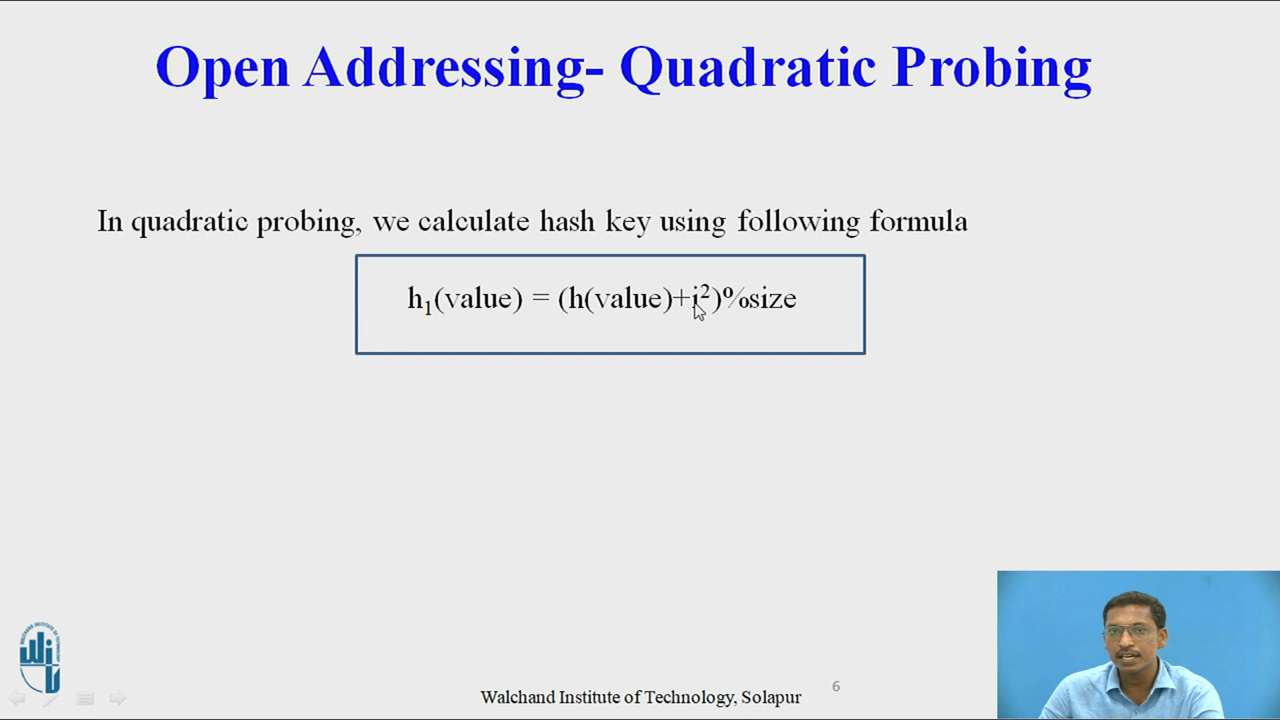 Open Addressing- Quadratic Probing
In quadratic probing, we calculate hash key using following formula
h₁(value) = (h(value)+i²)%size
Walchand Institute of Technology, Solapur
6